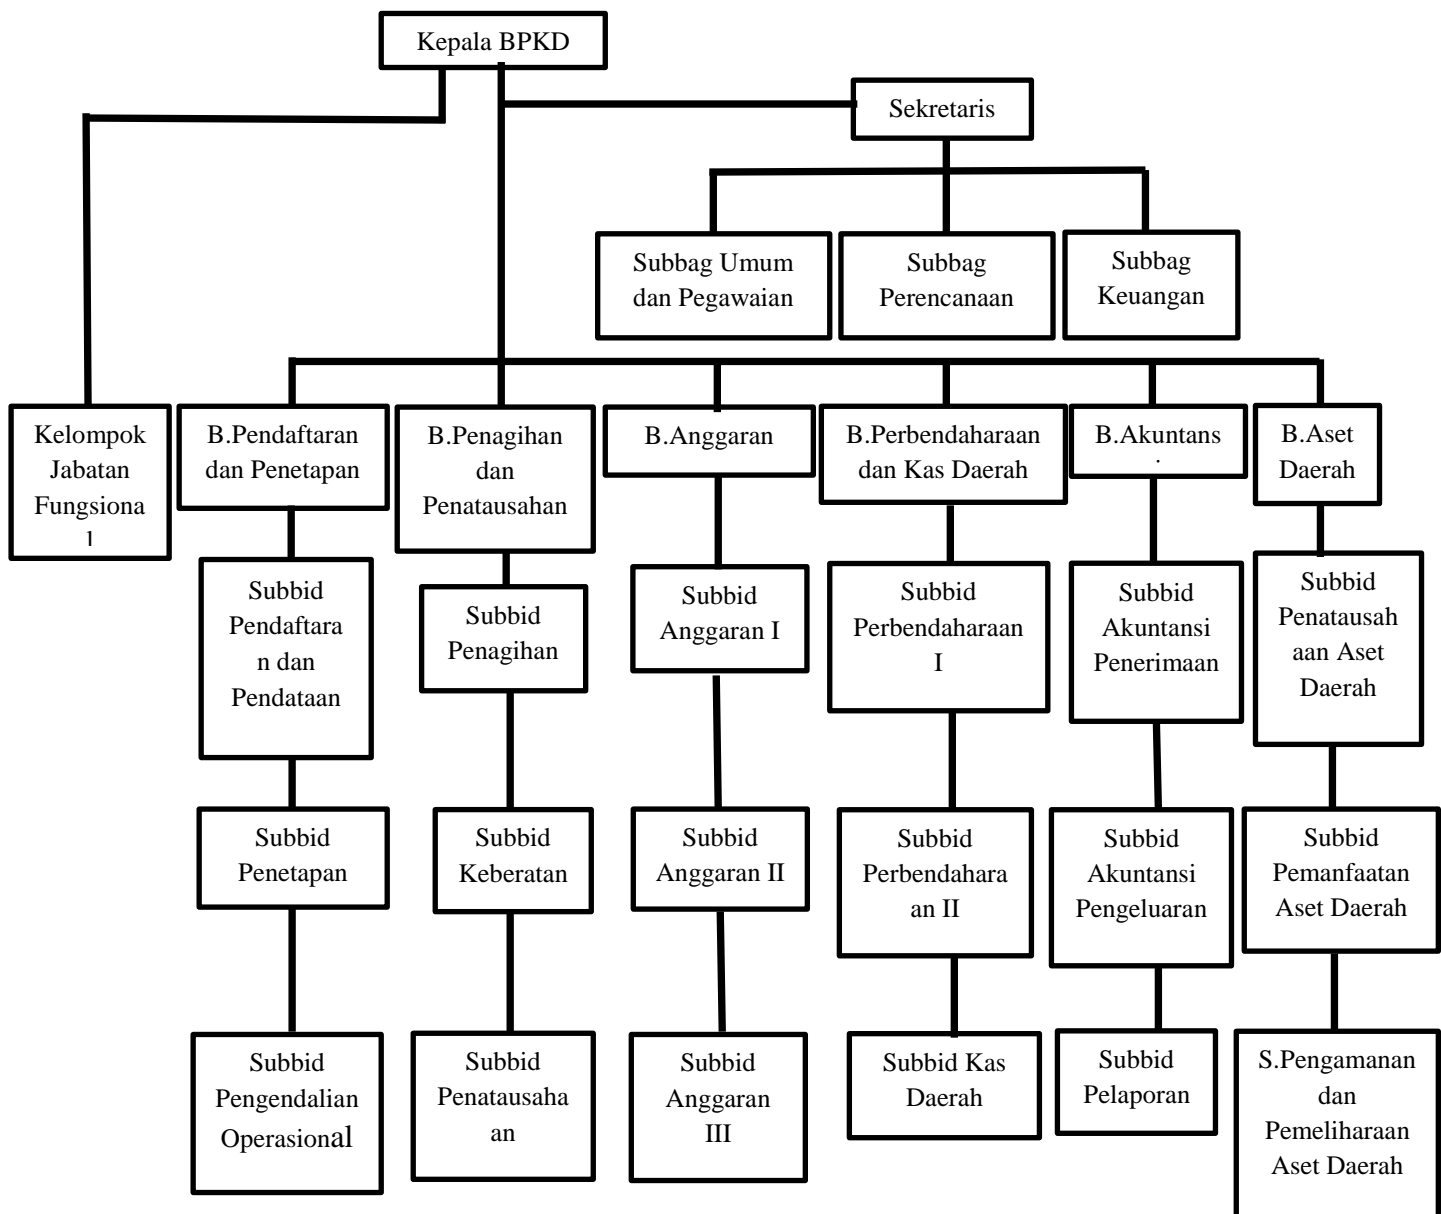 Kepala BPKD
Sekretaris
Subbag Umum
dan Pegawaian
Subbag
Perencanaan
Subbag
Keuangan
Kelompok
Jabatan
Fungsiona
l
B.Pendaftaran
dan Penetapan
B.Penagihan
dan
Penatausahan
B.Anggaran
B.Perbendaharaan
dan Kas Daerah
B.Akuntans
B.Aset
Daerah
Subbid
Pendaftara
n dan
Pendataan
Subbid
Penagihan
Subbid
Anggaran I
Subbid
Perbendaharaan
I
Subbid
Akuntansi
Penerimaan
Subbid
Penatausah
aan Aset
Daerah
Subbid
Penetapan
Subbid
Keberatan
Subbid
Anggaran II
Subbid
Perbendahara
an II
Subbid
Akuntansi
Pengeluaran
Subbid
Pemanfaatan
Aset Daerah
Subbid
Pengendalian
Operasional
Subbid
Penatausaha
an
Subbid
Anggaran
III
Subbid Kas
Daerah
Subbid
Pelaporan
S.Pengamanan
dan
Pemeliharaan
Aset Daerah